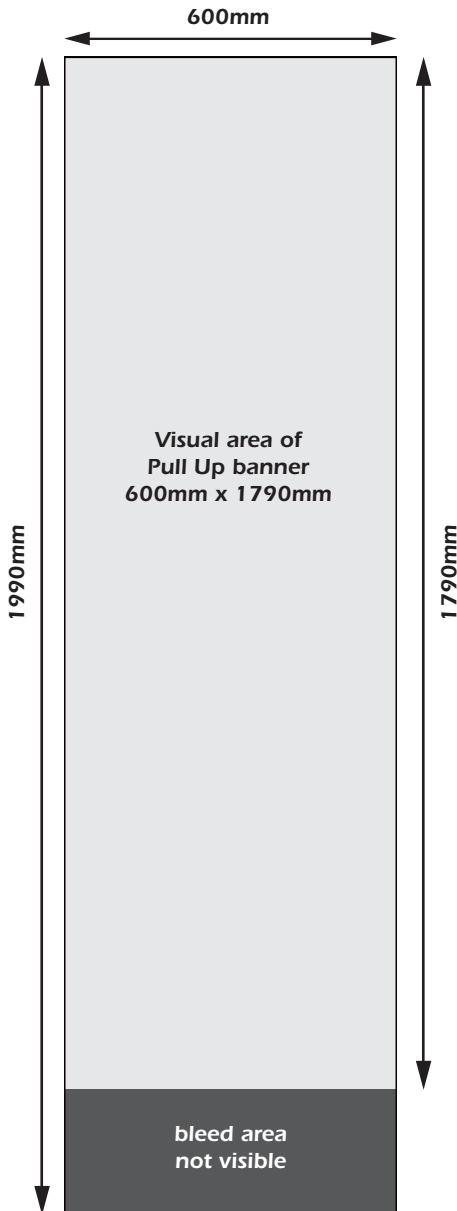 600mm
Visual area of
Pull Up banner
600mm x 1790mm
1990mm
1790mm
bleed area
not visible